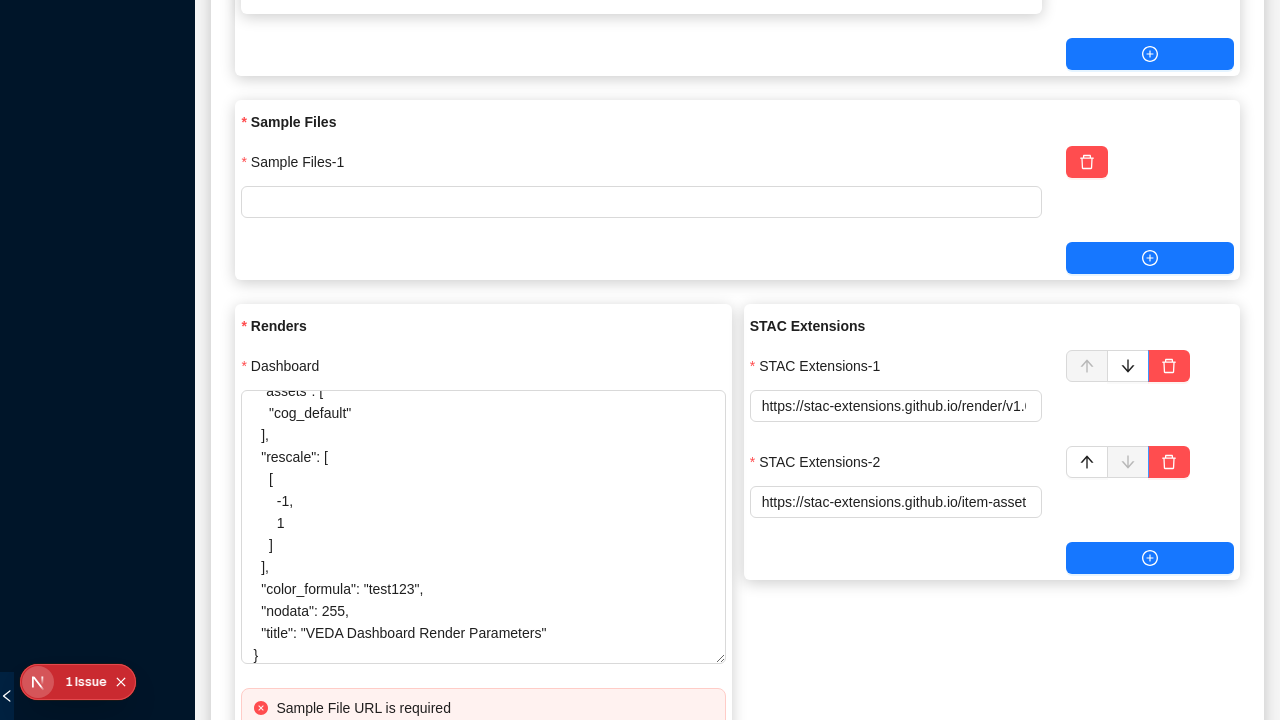 * Sample Files
* Sample Files-1
* Renders
* Dashboard
"assets": [
"cog_default"
],
"rescale": [
[
-1,
1
]
],
"color_formula": "test123",
"nodata": 255,
"title": "VEDA Dashboard Render Parameters"
}
Sample File URL is required
STAC Extensions
* STAC Extensions-1
https://stac-extensions.github.io/render/v1.
* STAC Extensions-2
https://stac-extensions.github.io/item-asset
1 Issue